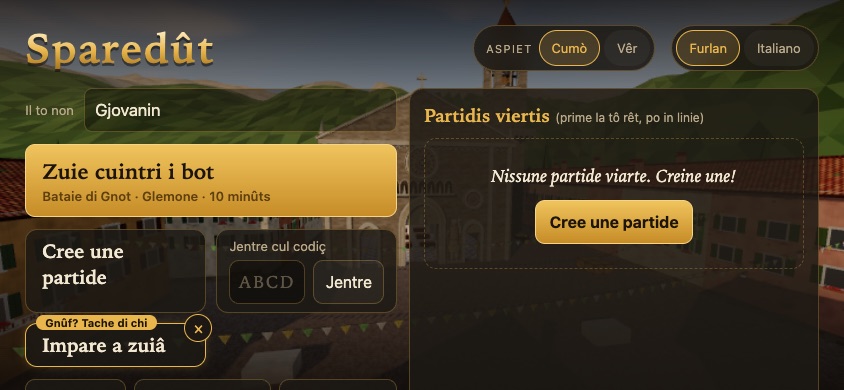 Sparedût
ASPIET Cumò Vêr Furlan Italiano
Il to non Gjovanin
Zuie cuintri i bot
Bataie di Gnot · Glemone · 10 minûts
Cree une
partide
Jentre cul codiç
ABCD Jentre
Gnûf? Tache di chi
×
Impare a zuiâ
Partidis viertis (prime la tô rêt, po in linie)
Nissune partide viarte. Creine une!
Cree une partide